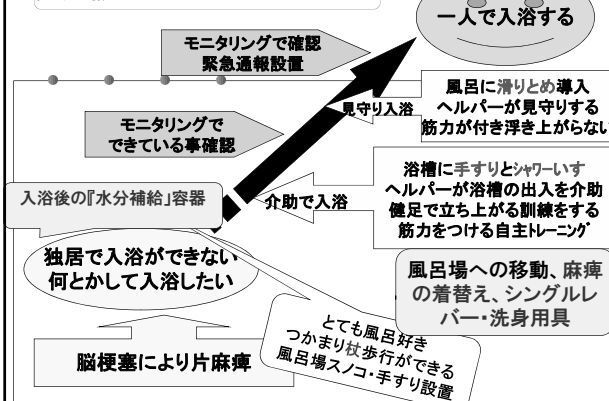 一人で入浴する
モニタリングで確認
緊急通報設置
見守り入浴
風呂に滑りとめ導入
ヘルパーが見守りする
筋力が付き浮き上がらない
モニタリングで
できている事確認
介助で入浴
浴槽に手すりとシャワーいす
ヘルパーが浴槽の出入を介助
健足で立ち上がる訓練をする
筋力をつける自主トレーニング
入浴後の『水分補給」容器
独居で入浴ができない
何とかして入浴したい
風呂場への移動、麻痺
の着替え、シングルレ
バー・洗身用具
とても風呂好き
つかまり杖歩行ができる
風呂場スノコ・手すり設置
脳梗塞により片麻痺